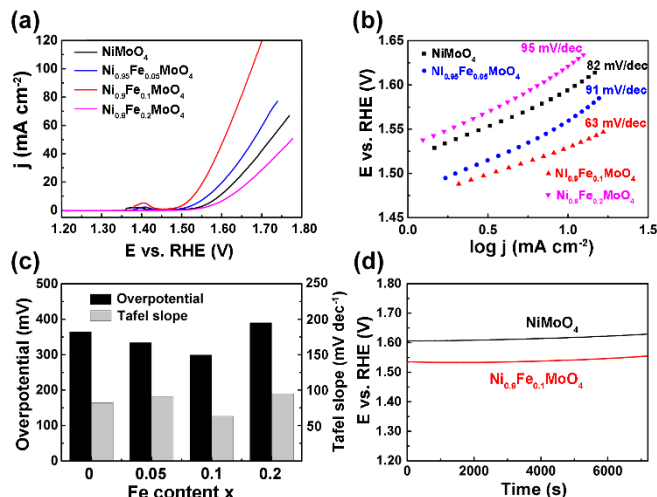 (a)
120
100
80
60
40
20
0
j (mA cm⁻²)
NiMoO₄
Ni₀.₉₅Fe₀.₀₅MoO₄
Ni₀.₉Fe₀.₁MoO₄
Ni₀.₈Fe₀.₂MoO₄
1.20 1.30 1.40 1.50 1.60 1.70 1.80
E vs. RHE (V)
(b)
1.65
1.60
1.55
1.50
1.45
E vs. RHE (V)
NiMoO₄
Ni₀.₉₅Fe₀.₀₅MoO₄
95 mV/dec
82 mV/dec
91 mV/dec
63 mV/dec
Ni₀.₉Fe₀.₁MoO₄
Ni₀.₈Fe₀.₂MoO₄
0.0 0.5 1.0 1.5
log j (mA cm⁻²)
(c)
500
400
300
200
100
0
Overpotential (mV)
Overpotential
Tafel slope
250
200
150
100
50
0
Tafel slope (mV dec⁻¹)
0 0.05 0.1 0.2
Fe content x
(d)
1.80
1.70
1.60
1.50
1.40
1.30
1.20
E vs. RHE (V)
NiMoO₄
Ni₀.₉Fe₀.₁MoO₄
0 2000 4000 6000
Time (s)